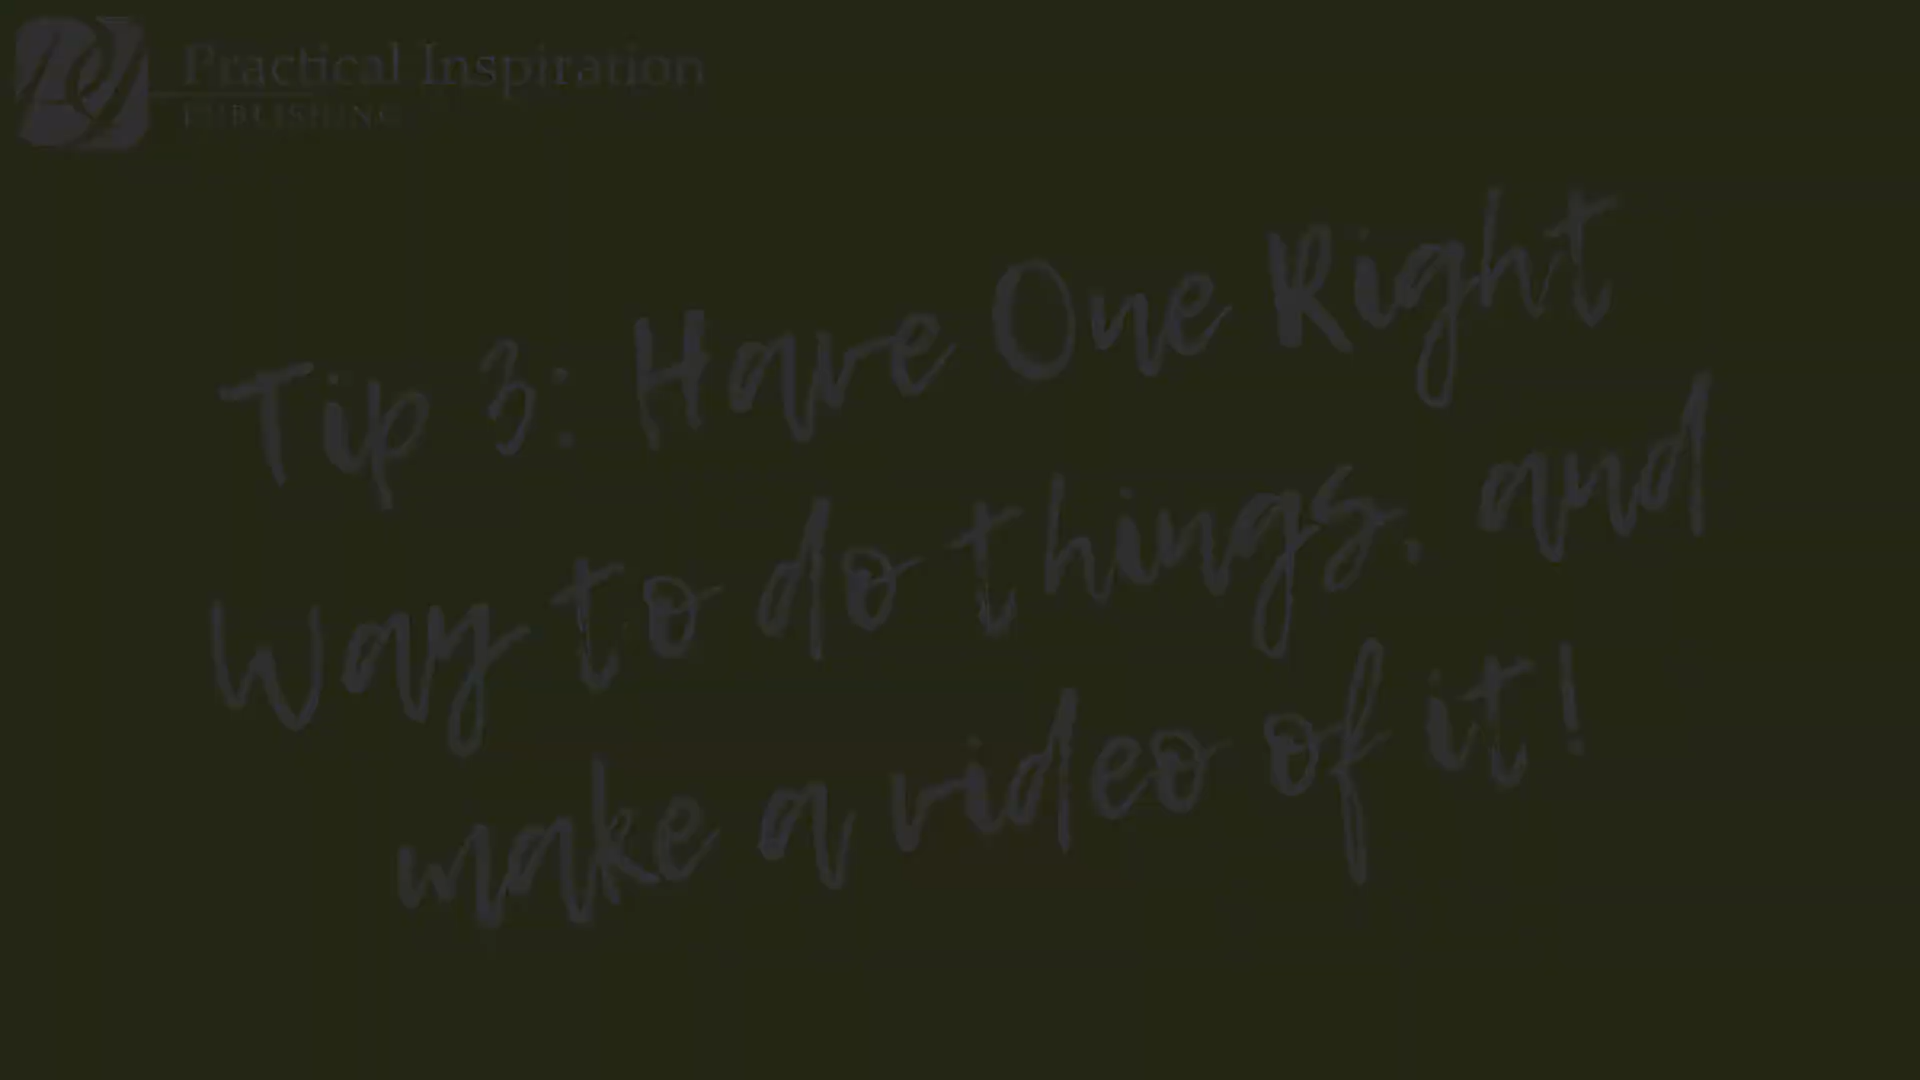 Practical Inspiration
PUBLISHING
Tip 3: Have One Right
Way to do things, and
make a video of it!